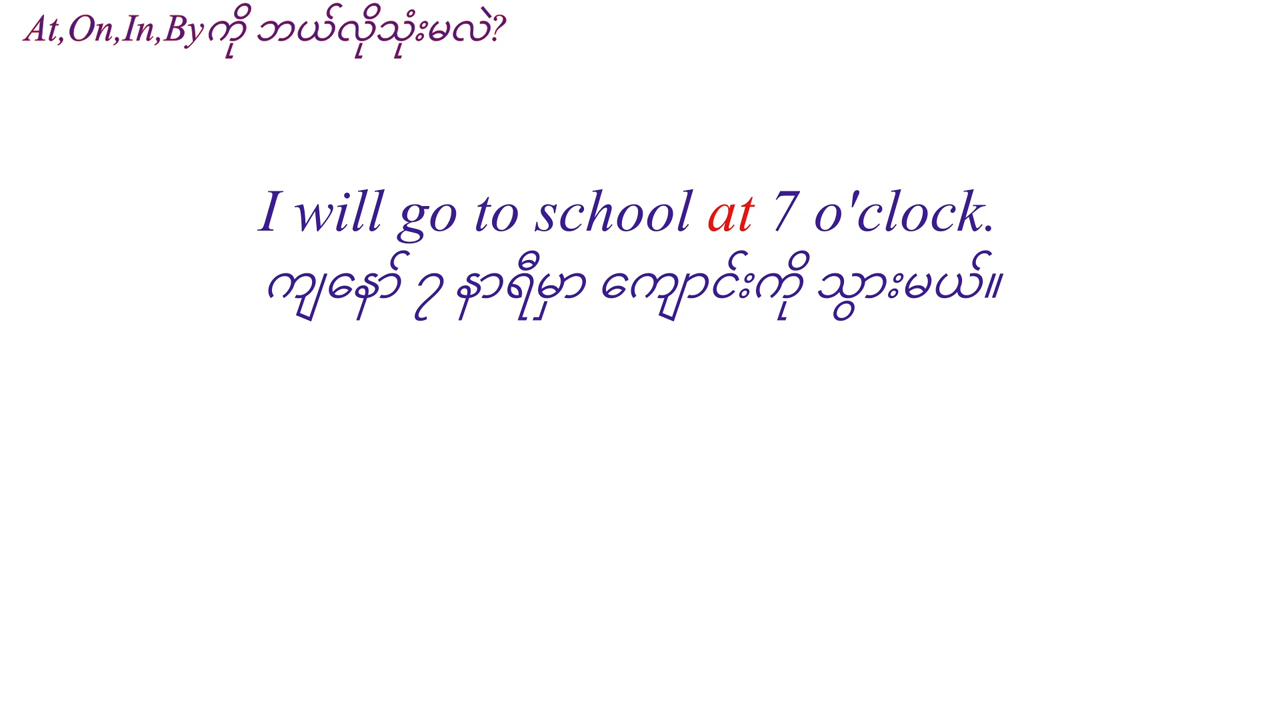 At,On,In,Byကို ဘယ်လိုသုံးမလဲ?
I will go to school at 7 o'clock.
ကျနော် ၇ နာရီမှာ ကျောင်းကို သွားမယ်။